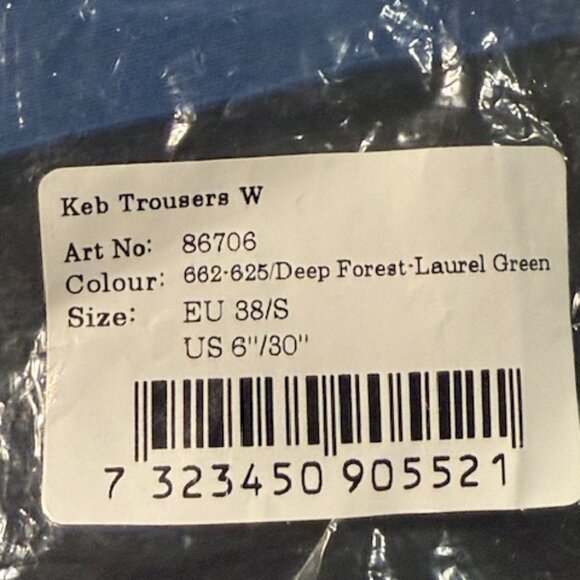 Keb Trousers W
Art No: 86706
Colour: 662-625/Deep Forest-Laurel Green
Size: EU 38/S
US 6"/30"
7 323450 905521